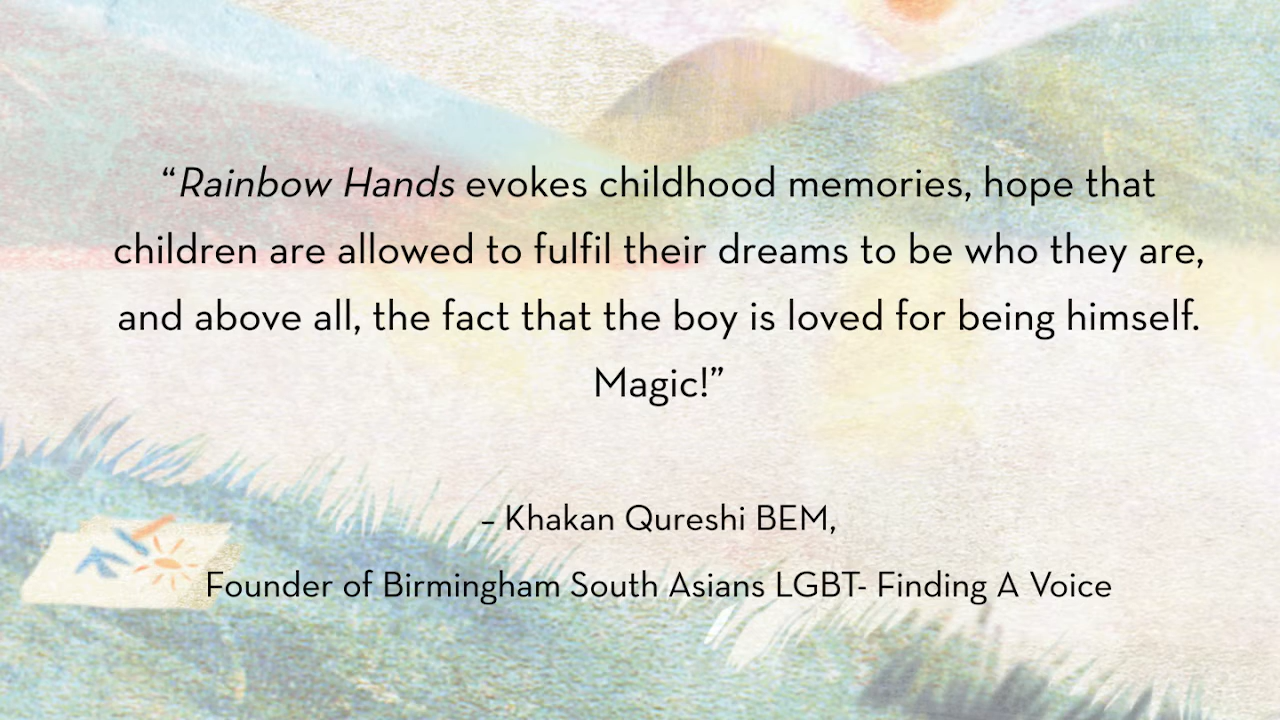 “Rainbow Hands evokes childhood memories, hope that
children are allowed to fulfil their dreams to be who they are,
and above all, the fact that the boy is loved for being himself.
Magic!”
– Khakan Qureshi BEM,
Founder of Birmingham South Asians LGBT- Finding A Voice